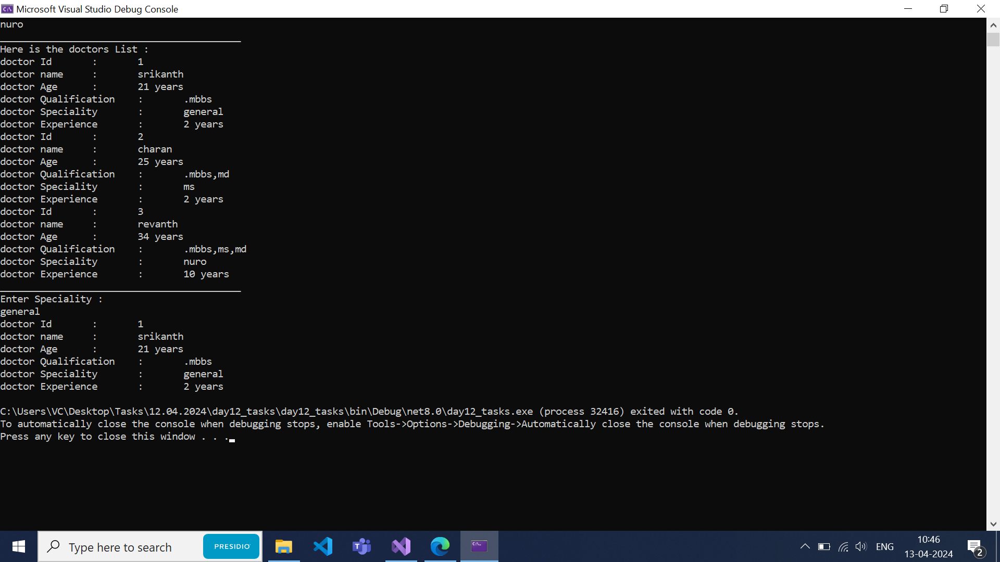 Microsoft Visual Studio Debug Console
nuro
__________________________________________
Here is the doctors List :
doctor Id       :       1
doctor name     :       srikanth
doctor Age      :       21 years
doctor Qualification    :       .mbbs
doctor Speciality       :       general
doctor Experience       :       2 years
doctor Id       :       2
doctor name     :       charan
doctor Age      :       25 years
doctor Qualification    :       .mbbs,md
doctor Speciality       :       ms
doctor Experience       :       2 years
doctor Id       :       3
doctor name     :       revanth
doctor Age      :       34 years
doctor Qualification    :       .mbbs,ms,md
doctor Speciality       :       nuro
doctor Experience       :       10 years
__________________________________________
Enter Speciality :
general
doctor Id       :       1
doctor name     :       srikanth
doctor Age      :       21 years
doctor Qualification    :       .mbbs
doctor Speciality       :       general
doctor Experience       :       2 years
C:\Users\VC\Desktop\Tasks\12.04.2024\day12_tasks\day12_tasks\bin\Debug\net8.0\day12_tasks.exe (process 32416) exited with code 0.
To automatically close the console when debugging stops, enable Tools->Options->Debugging->Automatically close the console when debugging stops.
Press any key to close this window . . .
Type here to search
PRESIDIO
ENG
10:46
13-04-2024
2